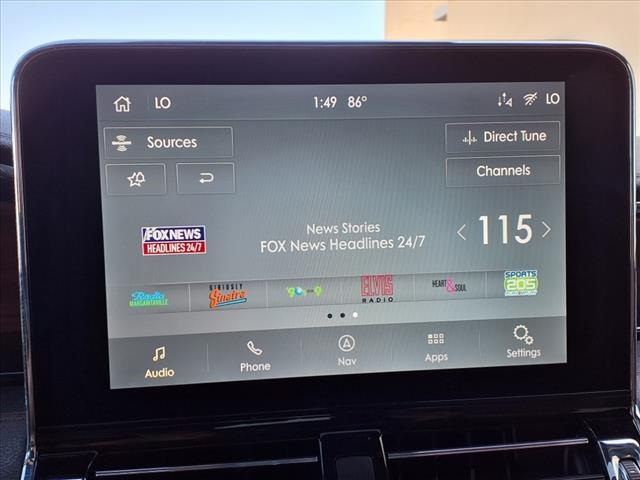 LO 1:49 86° LO
Sources
Direct Tune
Channels
FOX NEWS
HEADLINES 24/7
News Stories
FOX News Headlines 24/7
115
Radio
MARGARITAVILLE
SIRIUSLY
Sinatra
ELVIS
RADIO
HEART & SOUL
SPORTS
205
Audio
Phone
Nav
Apps
Settings